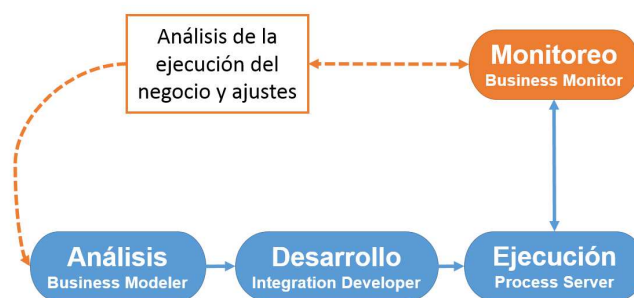 Análisis de la
ejecución del
negocio y ajustes
Monitoreo
Business Monitor
Análisis
Business Modeler
Desarrollo
Integration Developer
Ejecución
Process Server